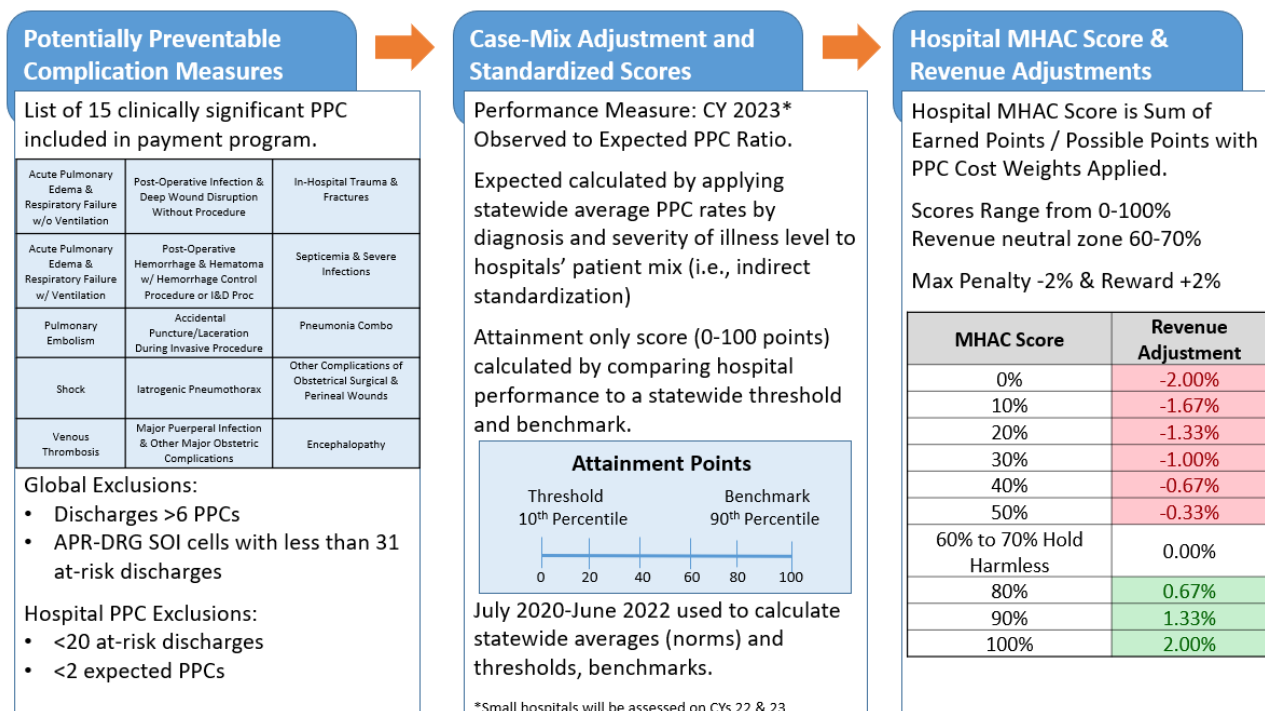 Potentially Preventable
Complication Measures
List of 15 clinically significant PPC
included in payment program.
Acute Pulmonary
Edema &
Respiratory Failure
w/o Ventilation
Post-Operative Infection &
Deep Wound Disruption
Without Procedure
In-Hospital Trauma &
Fractures
Acute Pulmonary
Edema &
Respiratory Failure
w/ Ventilation
Post-Operative
Hemorrhage & Hematoma
w/ Hemorrhage Control
Procedure or I&D Proc
Septicemia & Severe
Infections
Pulmonary
Embolism
Accidental
Puncture/Laceration
During Invasive Procedure
Pneumonia Combo
Shock
Iatrogenic Pneumothorax
Other Complications of
Obstetrical Surgical &
Perineal Wounds
Venous
Thrombosis
Major Puerperal Infection
& Other Major Obstetric
Complications
Encephalopathy
Global Exclusions:
• Discharges >6 PPCs
• APR-DRG SOI cells with less than 31
at-risk discharges
Hospital PPC Exclusions:
• <20 at-risk discharges
• <2 expected PPCs
Case-Mix Adjustment and
Standardized Scores
Performance Measure: CY 2023*
Observed to Expected PPC Ratio.
Expected calculated by applying
statewide average PPC rates by
diagnosis and severity of illness level to
hospitals' patient mix (i.e., indirect
standardization)
Attainment only score (0-100 points)
calculated by comparing hospital
performance to a statewide threshold
and benchmark.
Attainment Points
Threshold Benchmark
10th Percentile 90th Percentile
0 20 40 60 80 100
July 2020-June 2022 used to calculate
statewide averages (norms) and
thresholds, benchmarks.
*Small hospitals will be assessed on CYs 22 & 23
Hospital MHAC Score &
Revenue Adjustments
Hospital MHAC Score is Sum of
Earned Points / Possible Points with
PPC Cost Weights Applied.
Scores Range from 0-100%
Revenue neutral zone 60-70%
Max Penalty -2% & Reward +2%
MHAC Score Revenue
Adjustment
0% -2.00%
10% -1.67%
20% -1.33%
30% -1.00%
40% -0.67%
50% -0.33%
60% to 70% Hold
Harmless 0.00%
80% 0.67%
90% 1.33%
100% 2.00%